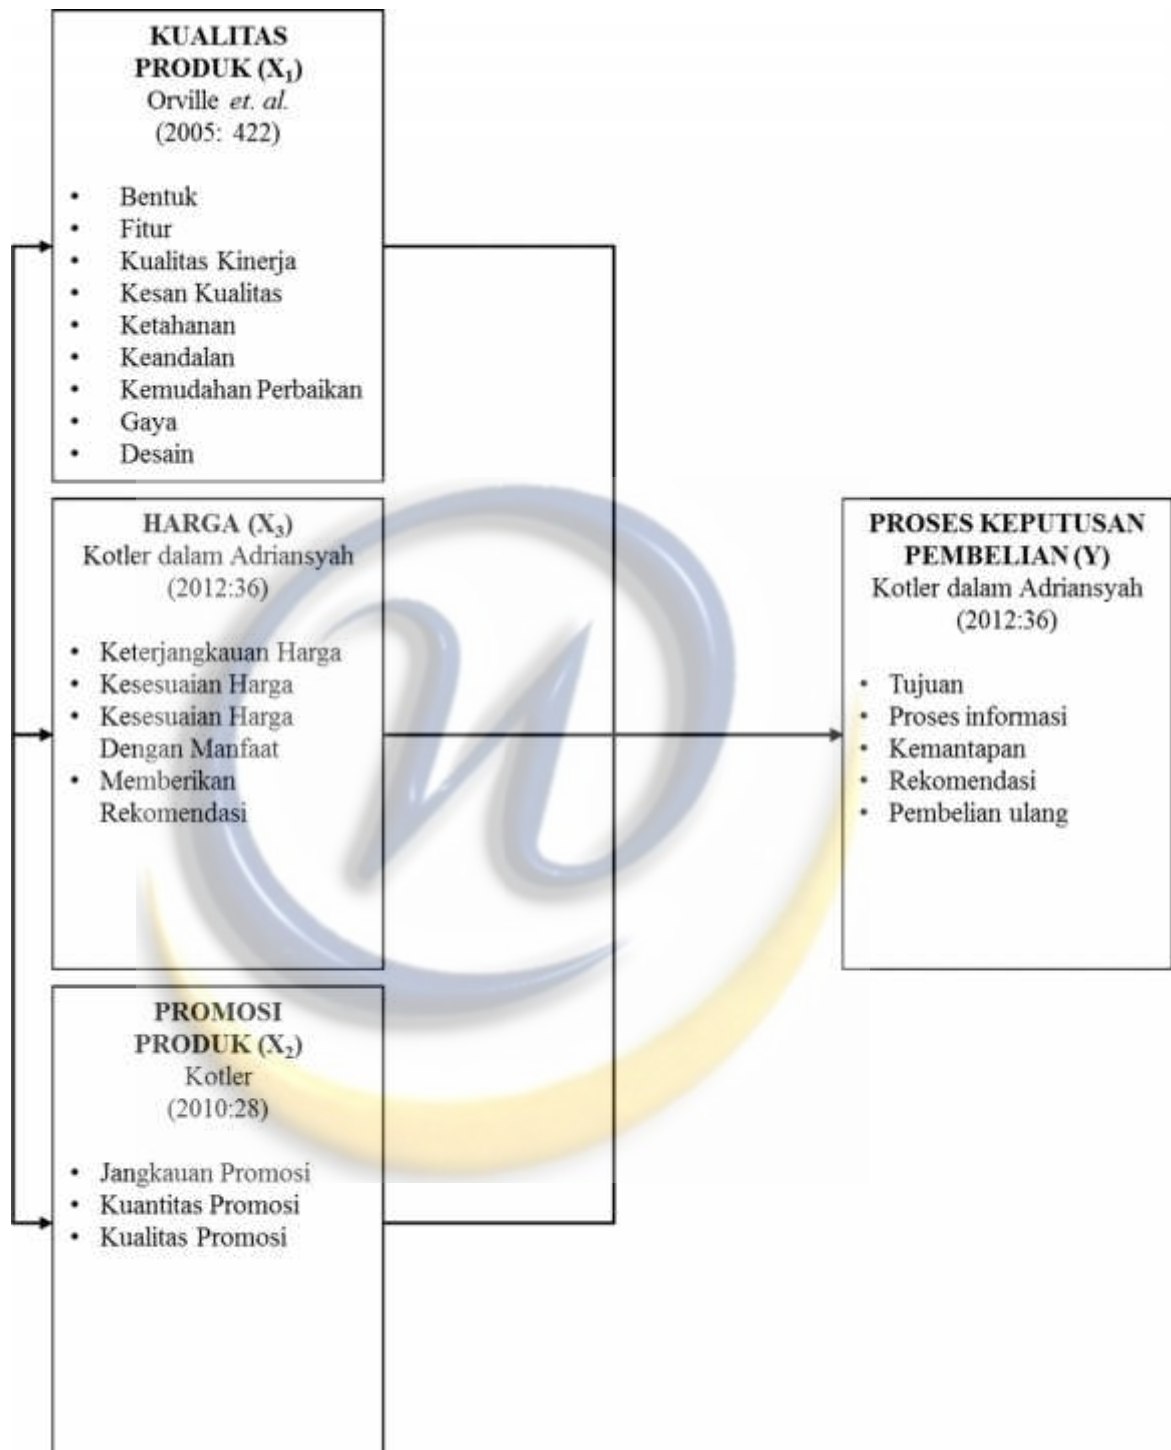 KUALITAS
PRODUK (X₁)
Orville et. al.
(2005: 422)
• Bentuk
• Fitur
• Kualitas Kinerja
• Kesan Kualitas
• Ketahanan
• Keandalan
• Kemudahan Perbaikan
• Gaya
• Desain
HARGA (X₃)
Kotler dalam Adriansyah
(2012:36)
• Keterjangkauan Harga
• Kesesuaian Harga
• Kesesuaian Harga
Dengan Manfaat
• Memberikan
Rekomendasi
PROMOSI
PRODUK (X₂)
Kotler
(2010:28)
• Jangkauan Promosi
• Kuantitas Promosi
• Kualitas Promosi
PROSES KEPUTUSAN
PEMBELIAN (Y)
Kotler dalam Adriansyah
(2012:36)
• Tujuan
• Proses informasi
• Kemantapan
• Rekomendasi
• Pembelian ulang